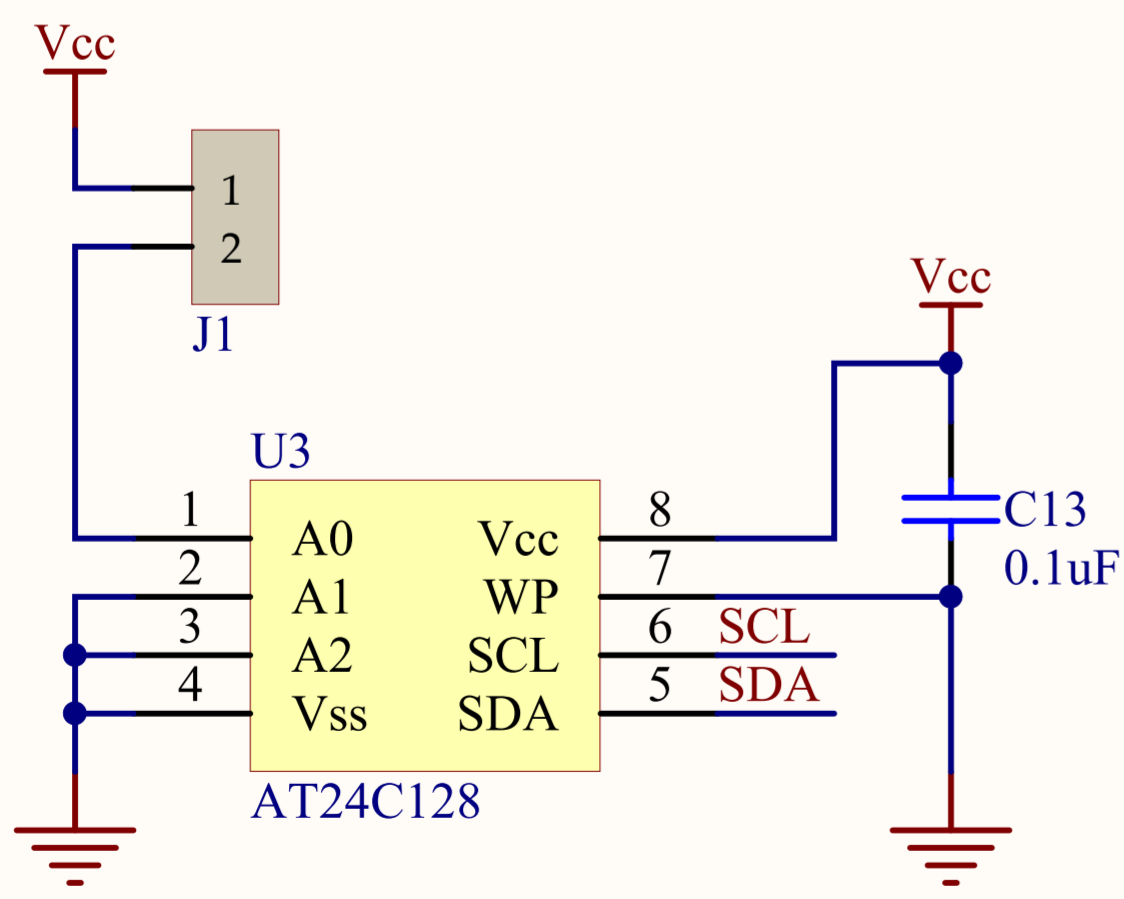 Vcc
1
2
J1
Vcc
U3
1 A0 Vcc 8
2 A1 WP 7
3 A2 SCL 6 SCL
4 Vss SDA 5 SDA
C13
0.1uF
AT24C128